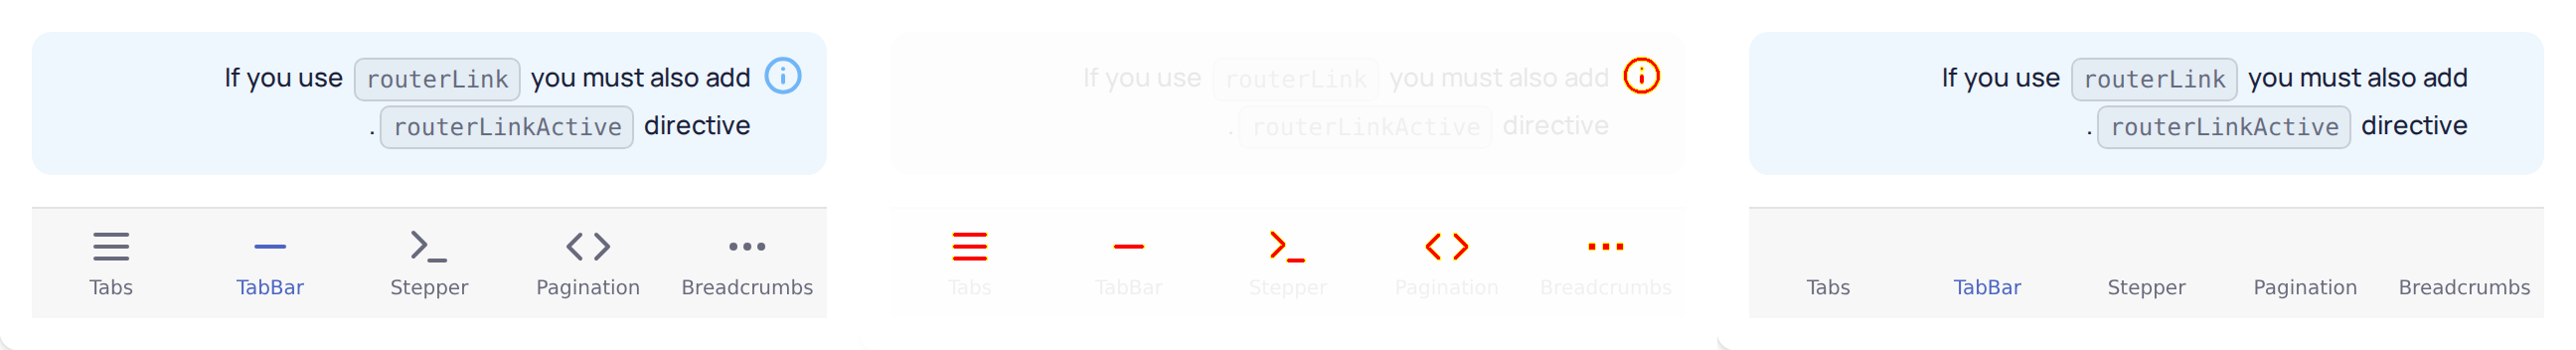 If you use routerLink you must also add
. routerLinkActive directive
Tabs TabBar Stepper Pagination Breadcrumbs
If you use routerLink you must also add
. routerLinkActive directive
Tabs TabBar Stepper Pagination Breadcrumbs
If you use routerLink you must also add
. routerLinkActive directive
Tabs TabBar Stepper Pagination Breadcrumbs